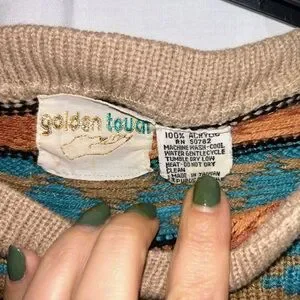 golden touch
100% ACRYLIC
RN 50782
MACHINE WASH-COOL
WATER GENTLE CYCLE
TUMBLE DRY LOW
HEAT-DO NOT DRY
CLEAN
MADE IN TAIWAN